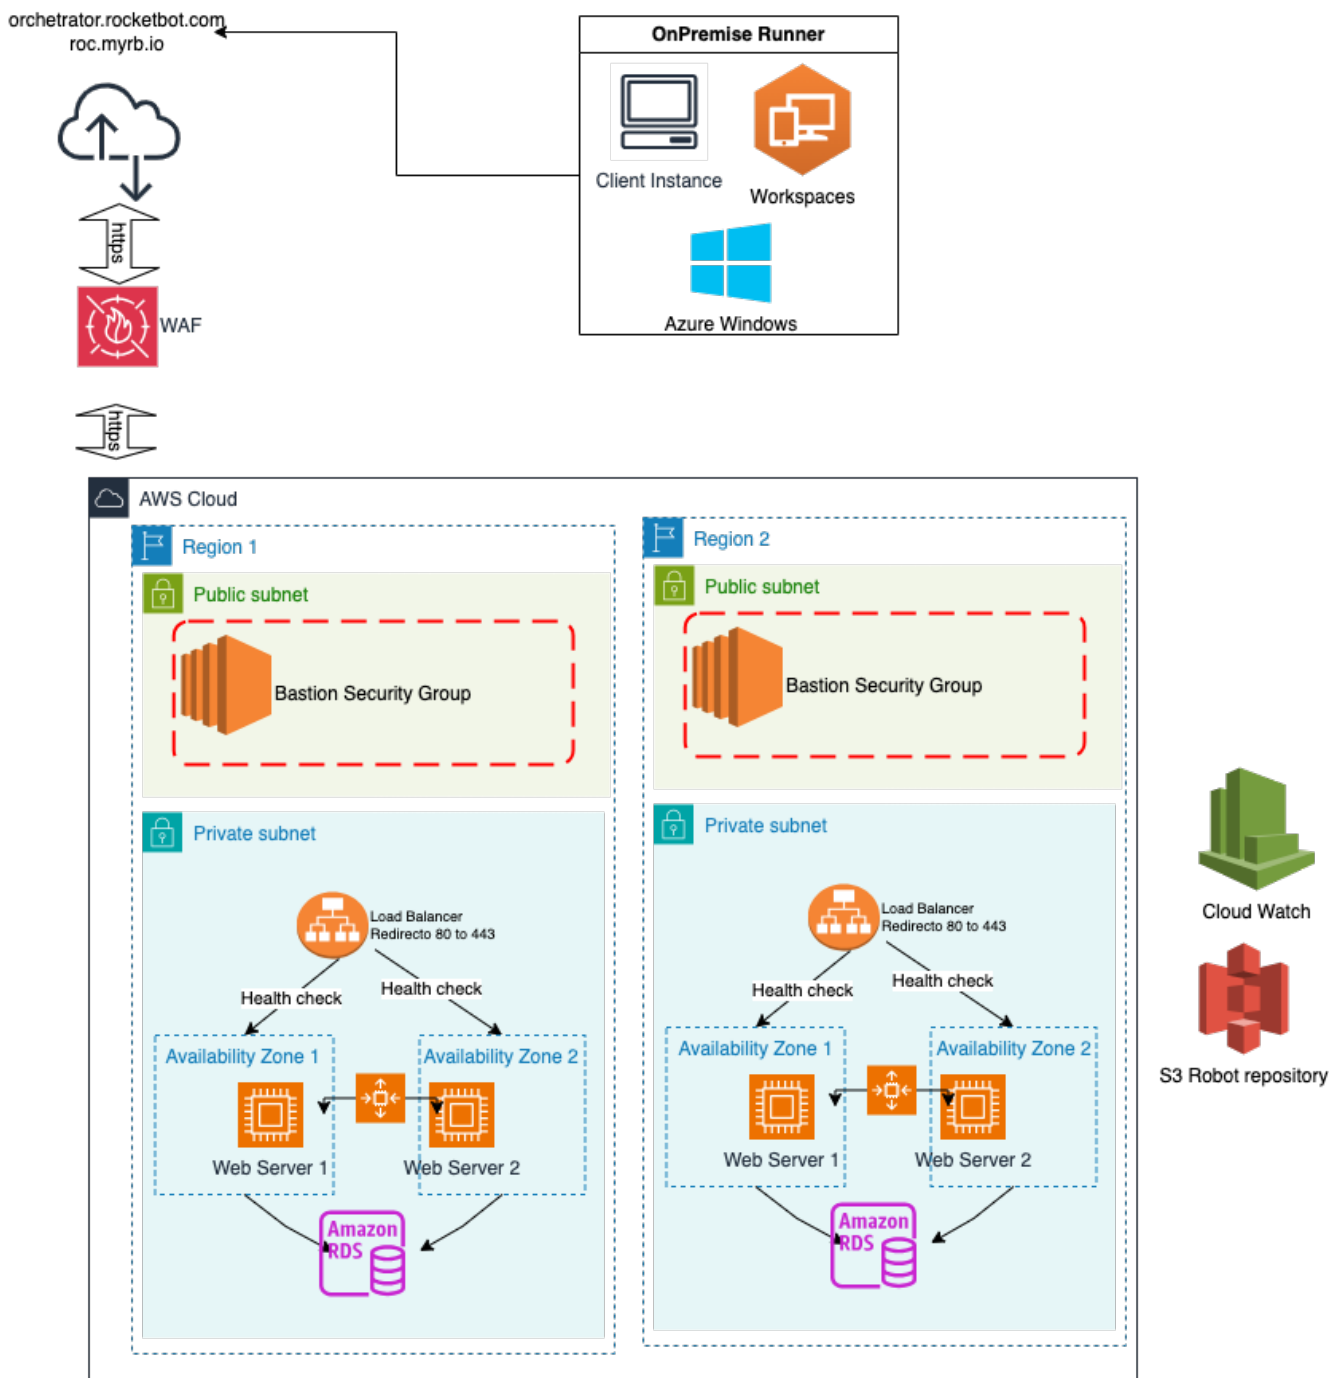 orchetrator.rocketbot.com
roc.myrb.io
OnPremise Runner
Client Instance
Workspaces
Azure Windows
https
WAF
https
AWS Cloud
Region 1
Public subnet
Bastion Security Group
Private subnet
Load Balancer
Redirecto 80 to 443
Health check
Health check
Availability Zone 1
Availability Zone 2
Web Server 1
Web Server 2
Amazon
RDS
Region 2
Public subnet
Bastion Security Group
Private subnet
Load Balancer
Redirecto 80 to 443
Health check
Health check
Availability Zone 1
Availability Zone 2
Web Server 1
Web Server 2
Amazon
RDS
Cloud Watch
S3 Robot repository